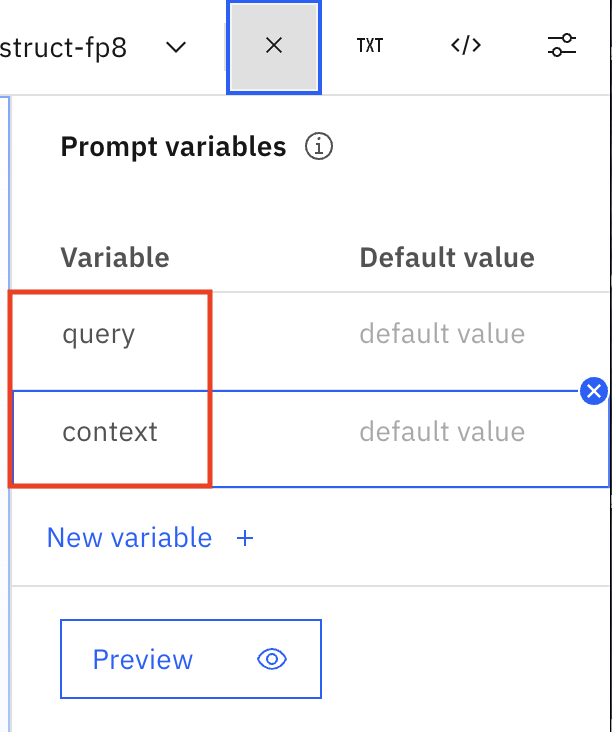 struct-fp8 TXT </>
Prompt variables
Variable Default value
query default value
context default value
New variable +
Preview